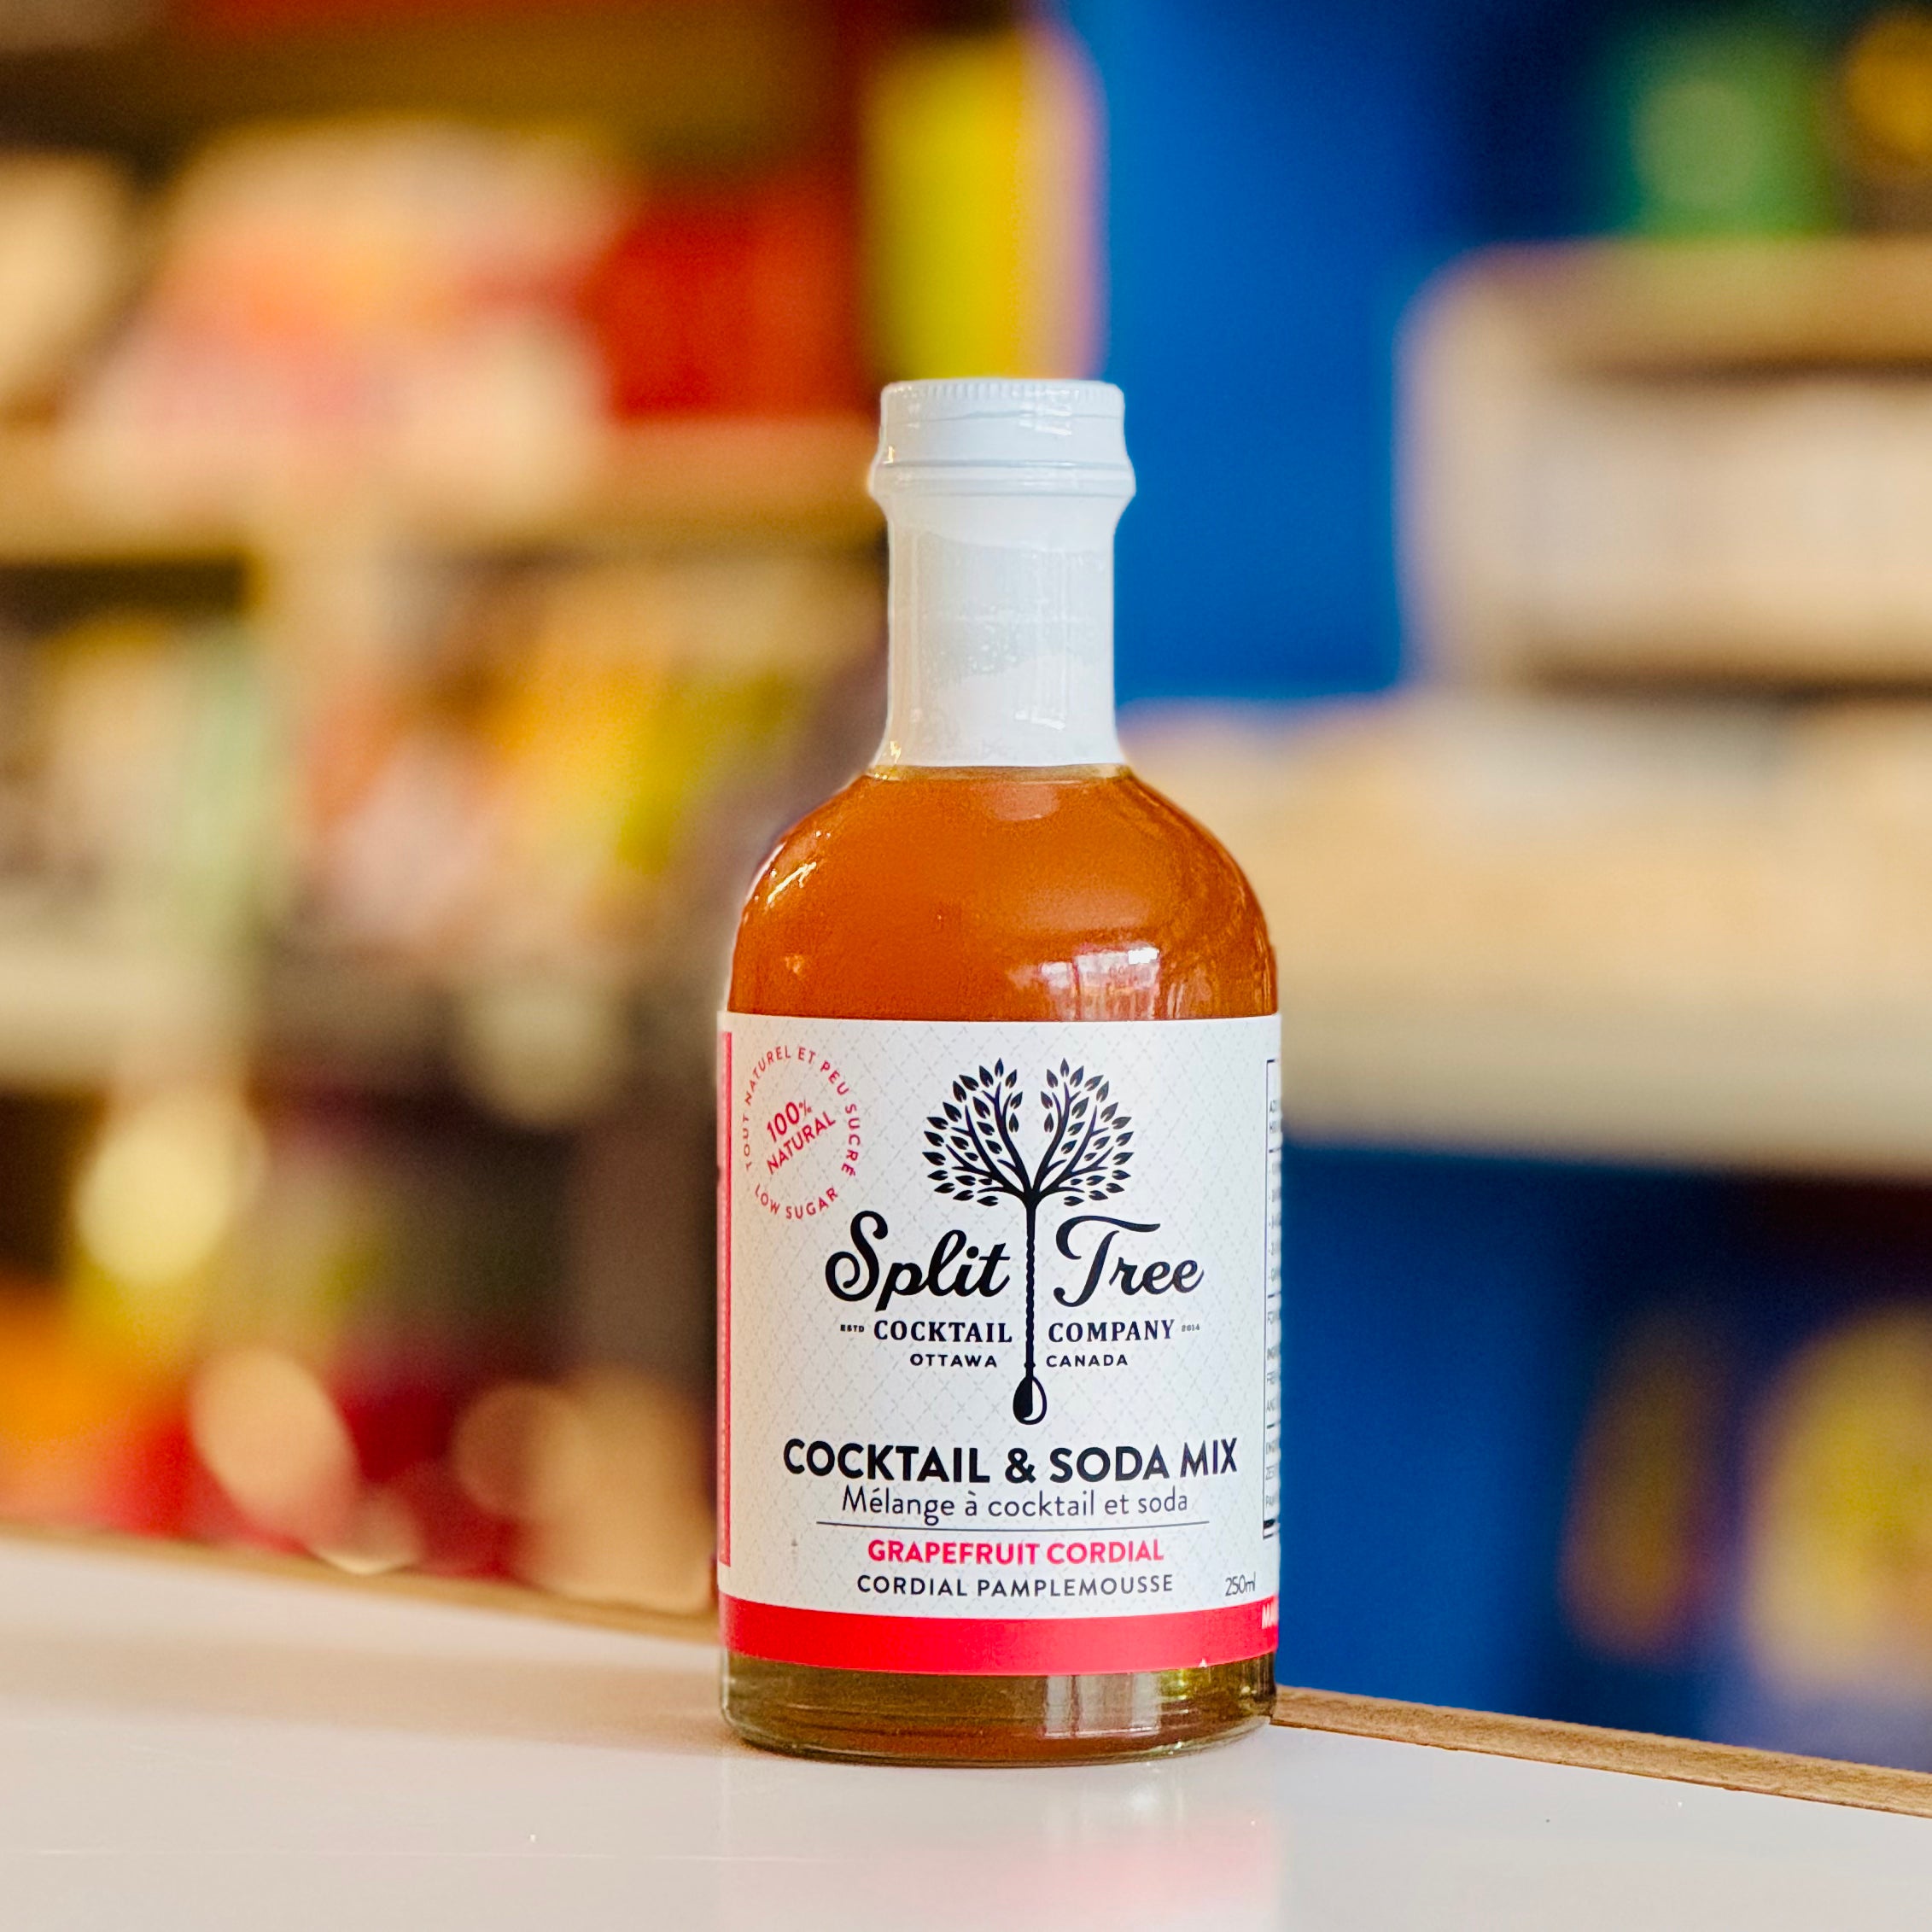 TOUT NATUREL ET PEU SUCRÉ
100%
NATURAL
LOW SUGAR
Split Tree
ESTD COCKTAIL COMPANY 2014
OTTAWA CANADA
COCKTAIL & SODA MIX
Mélange à cocktail et soda
GRAPEFRUIT CORDIAL
CORDIAL PAMPLEMOUSSE
250ml